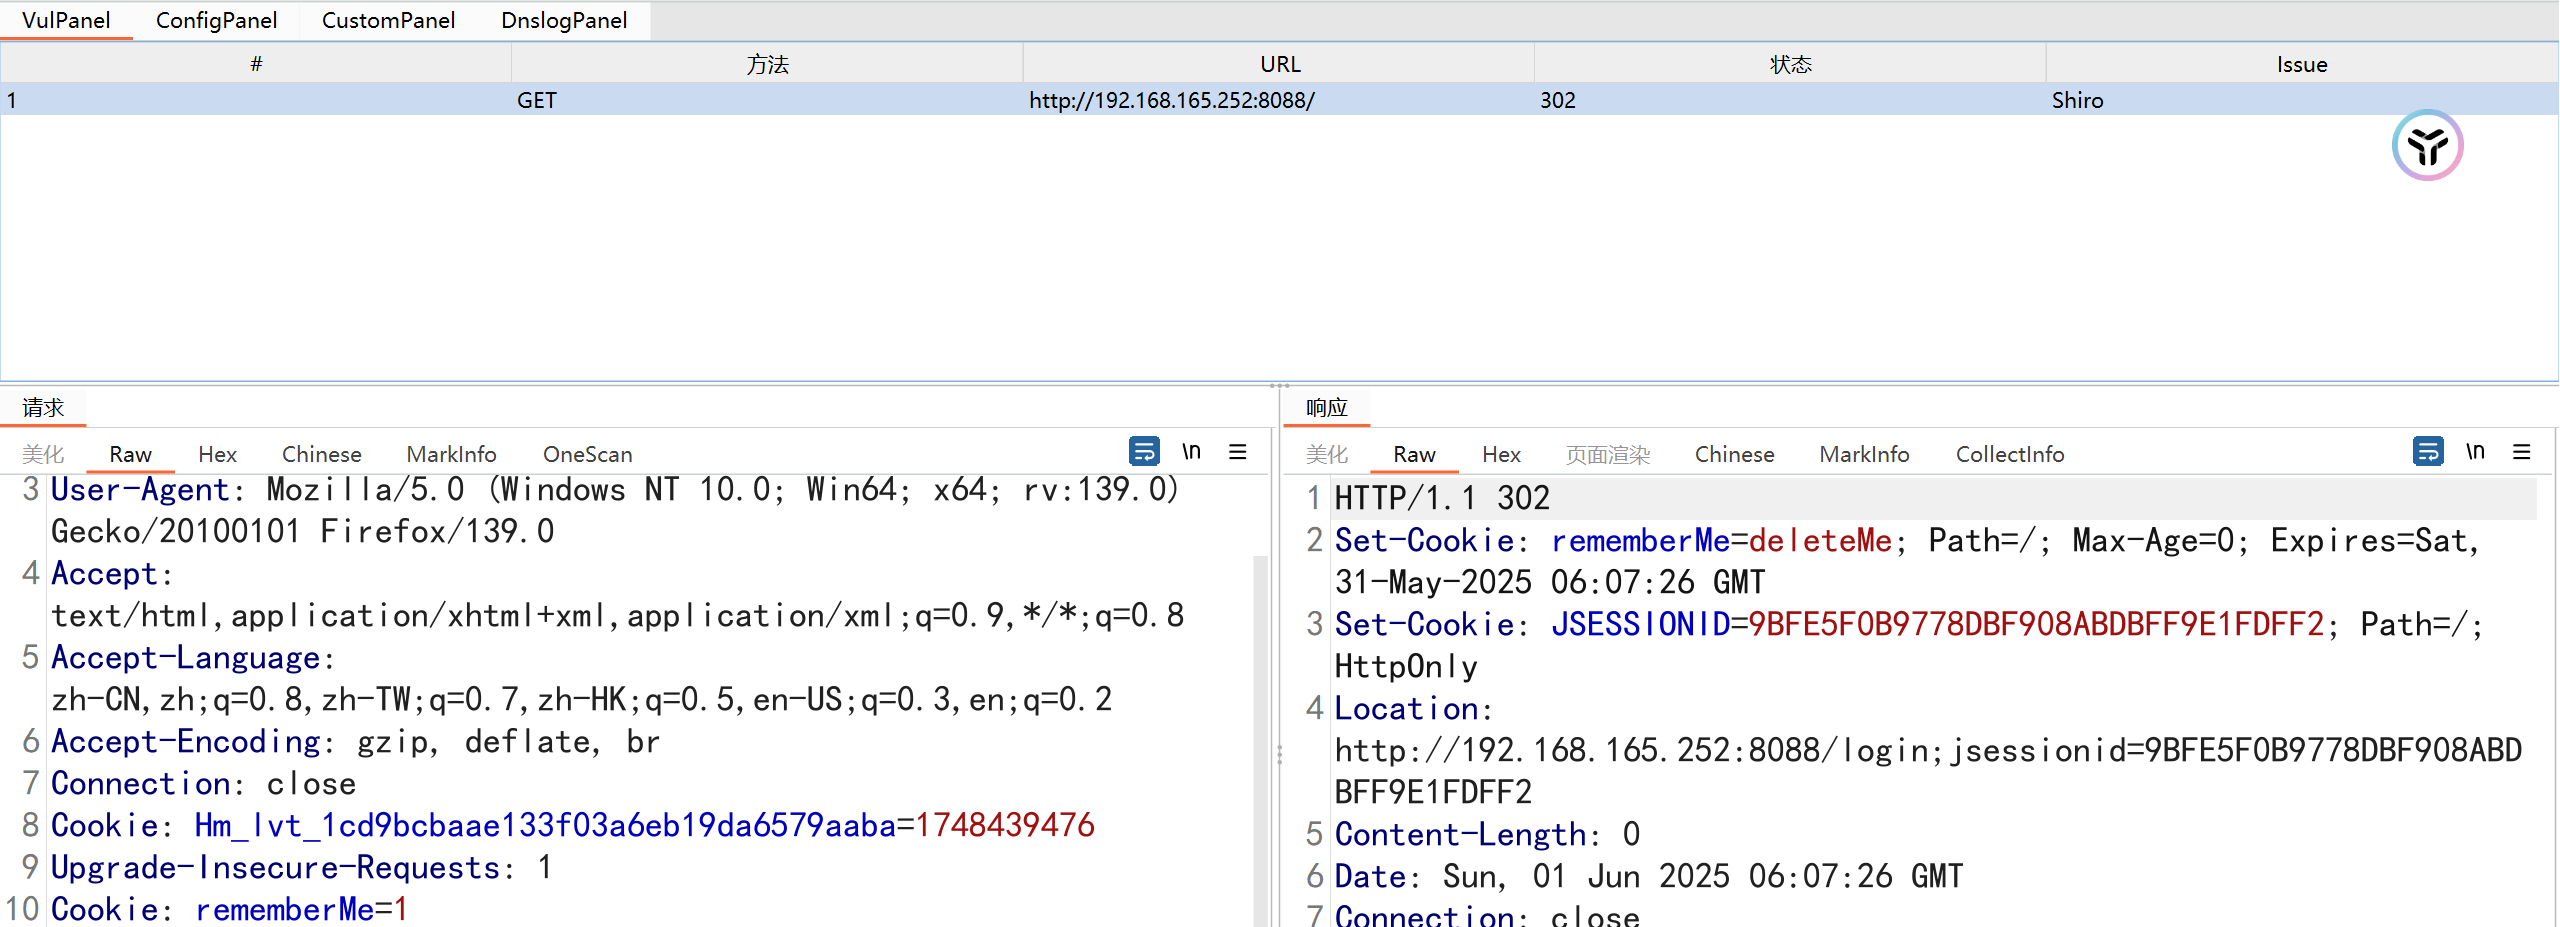 VulPanel ConfigPanel CustomPanel DnslogPanel
# 方法 URL 状态 Issue
1 GET http://192.168.165.252:8088/ 302 Shiro
请求
美化 Raw Hex Chinese MarkInfo OneScan \n
3 User-Agent: Mozilla/5.0 (Windows NT 10.0; Win64; x64; rv:139.0)
Gecko/20100101 Firefox/139.0
4 Accept:
text/html,application/xhtml+xml,application/xml;q=0.9,*/*;q=0.8
5 Accept-Language:
zh-CN,zh;q=0.8,zh-TW;q=0.7,zh-HK;q=0.5,en-US;q=0.3,en;q=0.2
6 Accept-Encoding: gzip, deflate, br
7 Connection: close
8 Cookie: Hm_lvt_1cd9bcbaae133f03a6eb19da6579aaba=1748439476
9 Upgrade-Insecure-Requests: 1
10 Cookie: rememberMe=1
响应
美化 Raw Hex 页面渲染 Chinese MarkInfo CollectInfo \n
1 HTTP/1.1 302
2 Set-Cookie: rememberMe=deleteMe; Path=/; Max-Age=0; Expires=Sat,
31-May-2025 06:07:26 GMT
3 Set-Cookie: JSESSIONID=9BFE5F0B9778DBF908ABDBFF9E1FDFF2; Path=/;
HttpOnly
4 Location:
http://192.168.165.252:8088/login;jsessionid=9BFE5F0B9778DBF908ABD
BFF9E1FDFF2
5 Content-Length: 0
6 Date: Sun, 01 Jun 2025 06:07:26 GMT
7 Connection: close